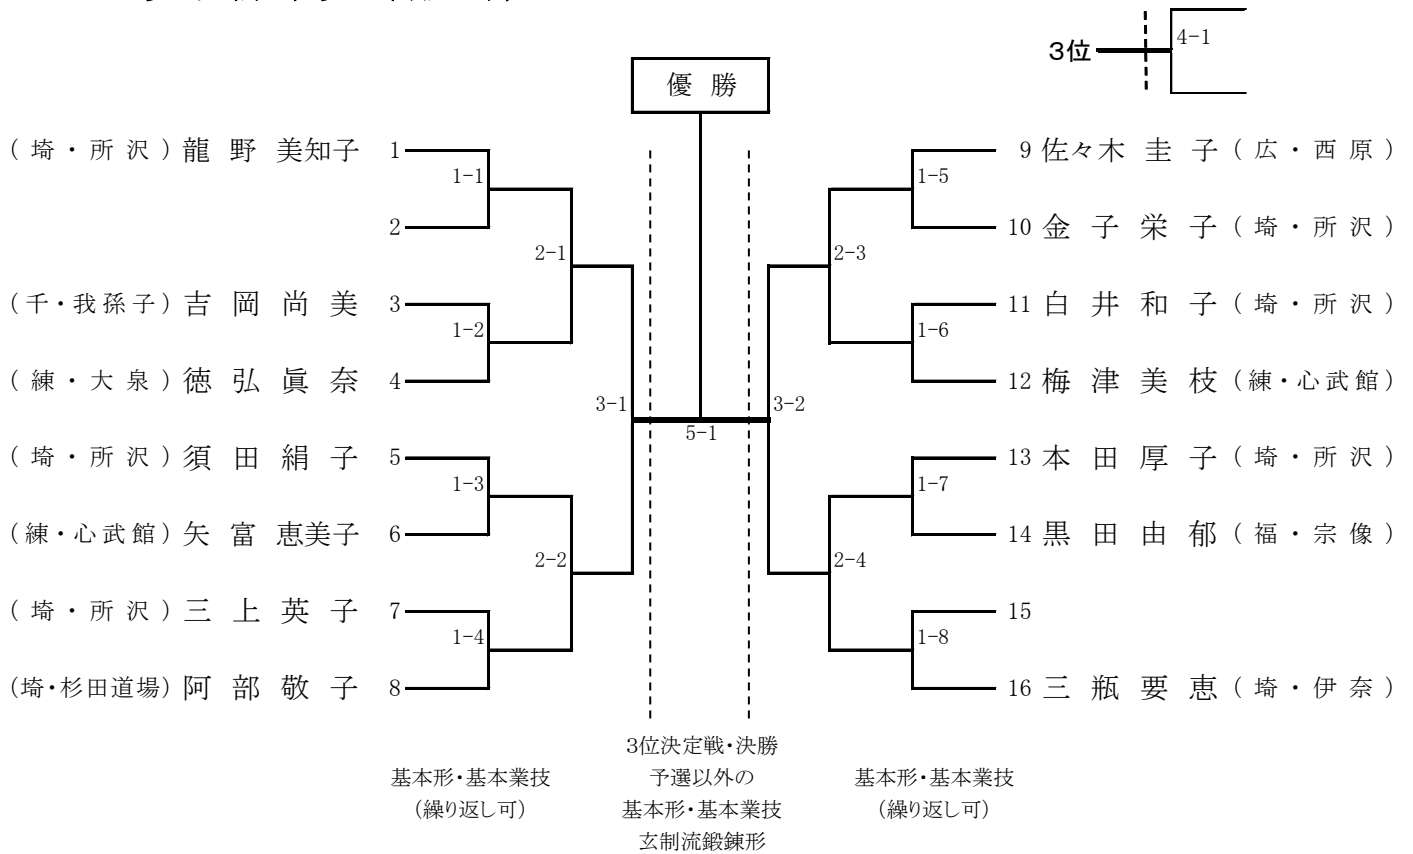 3位
4-1
優 勝
(埼・所沢) 龍野 美知子 1
1-1
2
2-1
(千・我孫子) 吉岡尚美 3
1-2
(練・大泉) 徳弘眞奈 4
3-1
(埼・所沢) 須田絹子 5
1-3
(練・心武館) 矢富 恵美子 6
2-2
(埼・所沢) 三上英子 7
1-4
(埼・杉田道場) 阿部敬子 8
5-1
9 佐々木圭子 (広・西原)
1-5
10 金子栄子 (埼・所沢)
2-3
11 白井和子 (埼・所沢)
1-6
12 梅津美枝 (練・心武館)
3-2
13 本田厚子 (埼・所沢)
1-7
14 黒田由郁 (福・宗像)
2-4
15
1-8
16 三瓶要恵 (埼・伊奈)
基本形・基本業技
(繰り返し可)
3位決定戦・決勝
予選以外の
基本形・基本業技
玄制流鍛錬形
基本形・基本業技
(繰り返し可)